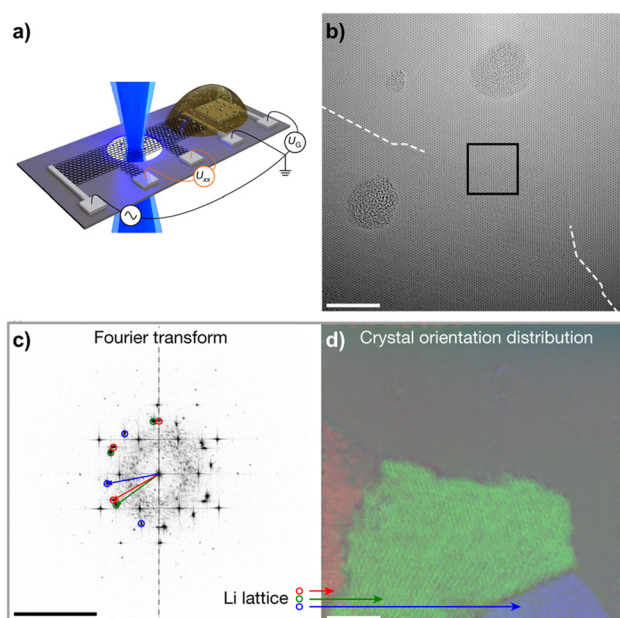 a)
b)
U_G
U_xx
c)
Fourier transform
d)
Crystal orientation distribution
Li lattice